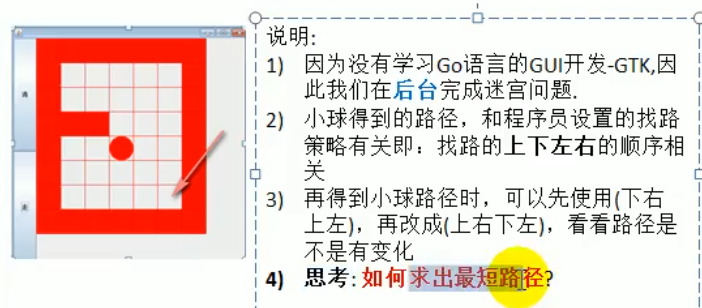 说明:
1) 因为没有学习Go语言的GUI开发-GTK,因
此我们在后台完成迷宫问题.
2) 小球得到的路径，和程序员设置的找路
策略有关即：找路的上下左右的顺序相
关
3) 再得到小球路径时，可以先使用(下右
上左)，再改成(上右下左)，看看路径是
不是有变化
4) 思考: 如何求出最短路径?